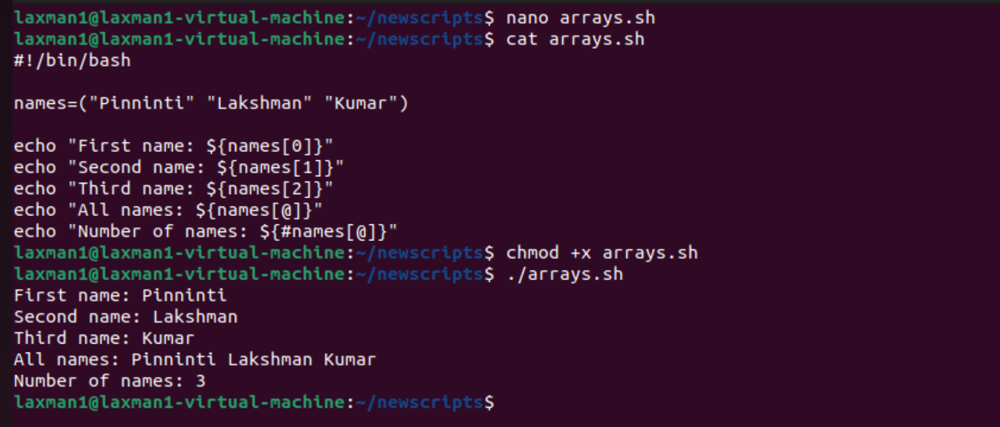 laxman1@laxman1-virtual-machine:~/newscripts$ nano arrays.sh
laxman1@laxman1-virtual-machine:~/newscripts$ cat arrays.sh
#!/bin/bash
names=("Pinninti" "Lakshman" "Kumar")
echo "First name: ${names[0]}"
echo "Second name: ${names[1]}"
echo "Third name: ${names[2]}"
echo "All names: ${names[@]}"
echo "Number of names: ${#names[@]}"
laxman1@laxman1-virtual-machine:~/newscripts$ chmod +x arrays.sh
laxman1@laxman1-virtual-machine:~/newscripts$ ./arrays.sh
First name: Pinninti
Second name: Lakshman
Third name: Kumar
All names: Pinninti Lakshman Kumar
Number of names: 3
laxman1@laxman1-virtual-machine:~/newscripts$